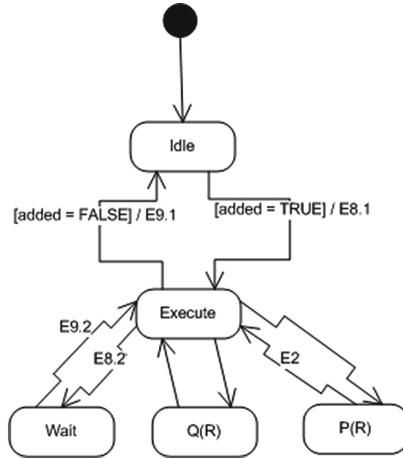 Idle
[added = FALSE] / E9.1
[added = TRUE] / E8.1
Execute
E9.2
E8.2
E2
Wait
Q(R)
P(R)